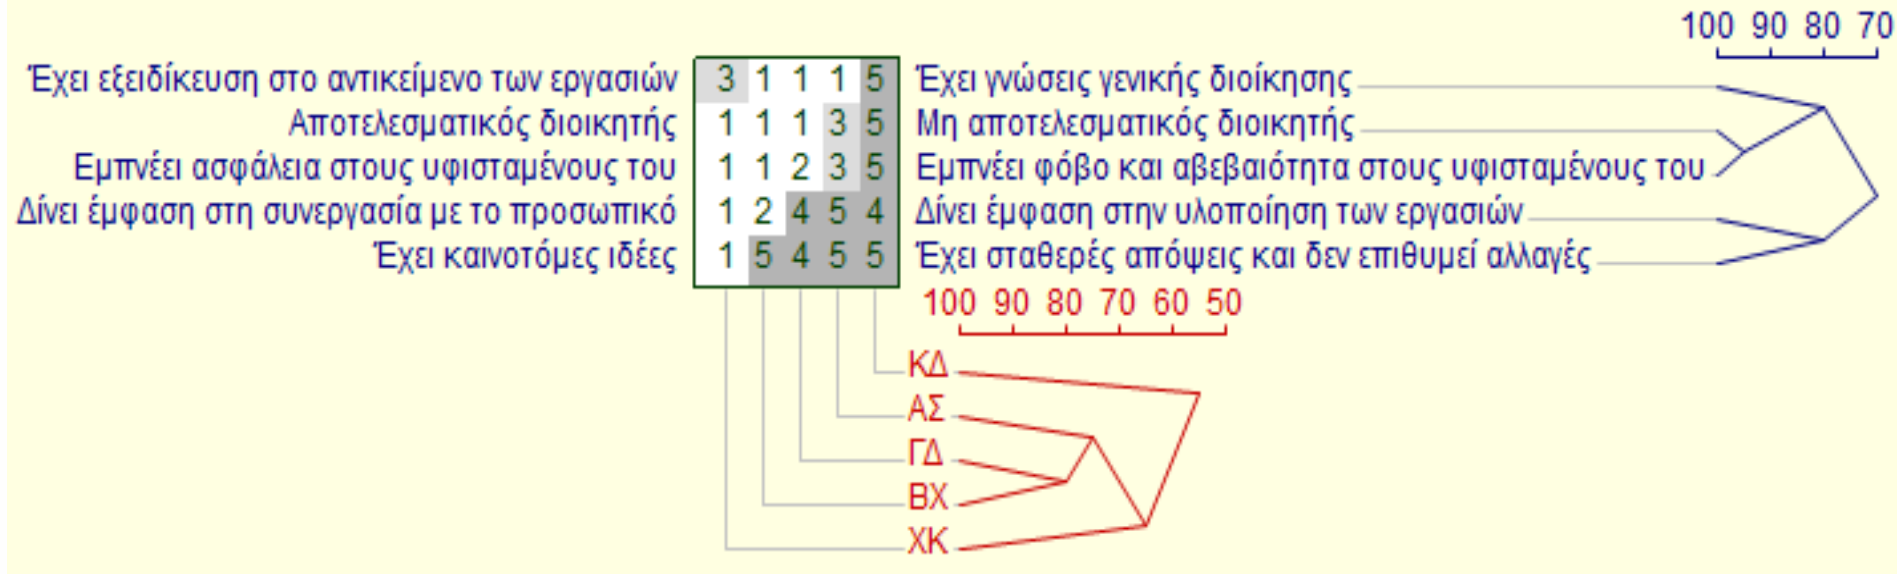 100 90 80 70
Έχει εξειδίκευση στο αντικείμενο των εργασιών 3 1 1 1 5 Έχει γνώσεις γενικής διοίκησης
Αποτελεσματικός διοικητής 1 1 1 3 5 Μη αποτελεσματικός διοικητής
Εμπνέει ασφάλεια στους υφισταμένους του 1 1 2 3 5 Εμπνέει φόβο και αβεβαιότητα στους υφισταμένους του
Δίνει έμφαση στη συνεργασία με το προσωπικό 1 2 4 5 4 Δίνει έμφαση στην υλοποίηση των εργασιών
Έχει καινοτόμες ιδέες 1 5 4 5 5 Έχει σταθερές απόψεις και δεν επιθυμεί αλλαγές
100 90 80 70 60 50
ΚΔ
ΑΣ
ΓΔ
ΒΧ
ΧΚ